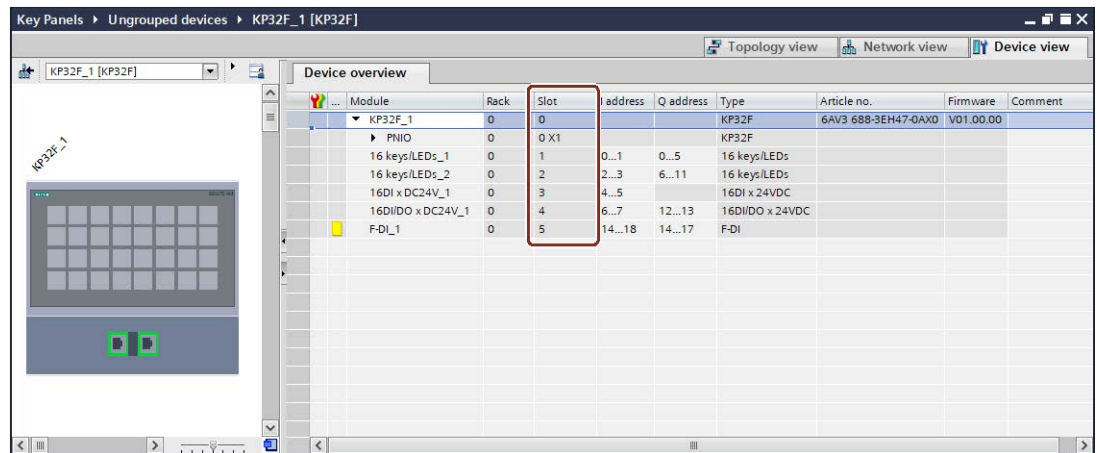 Key Panels ▸ Ungrouped devices ▸ KP32F_1 [KP32F]
Topology view Network view Device view
KP32F_1 [KP32F]
Device overview
... Module Rack Slot I address Q address Type Article no. Firmware Comment
KP32F_1 0 0 KP32F 6AV3 688-3EH47-0AX0 V01.00.00
PNIO 0 0 X1 KP32F
16 keys/LEDs_1 0 1 0...1 0...5 16 keys/LEDs
16 keys/LEDs_2 0 2 2...3 6...11 16 keys/LEDs
16DI x DC24V_1 0 3 4...5 16DI x 24VDC
16DI/DO x DC24V_1 0 4 6...7 12...13 16DI/DO x 24VDC
F-DI_1 0 5 14...18 14...17 F-DI
KP32F_1